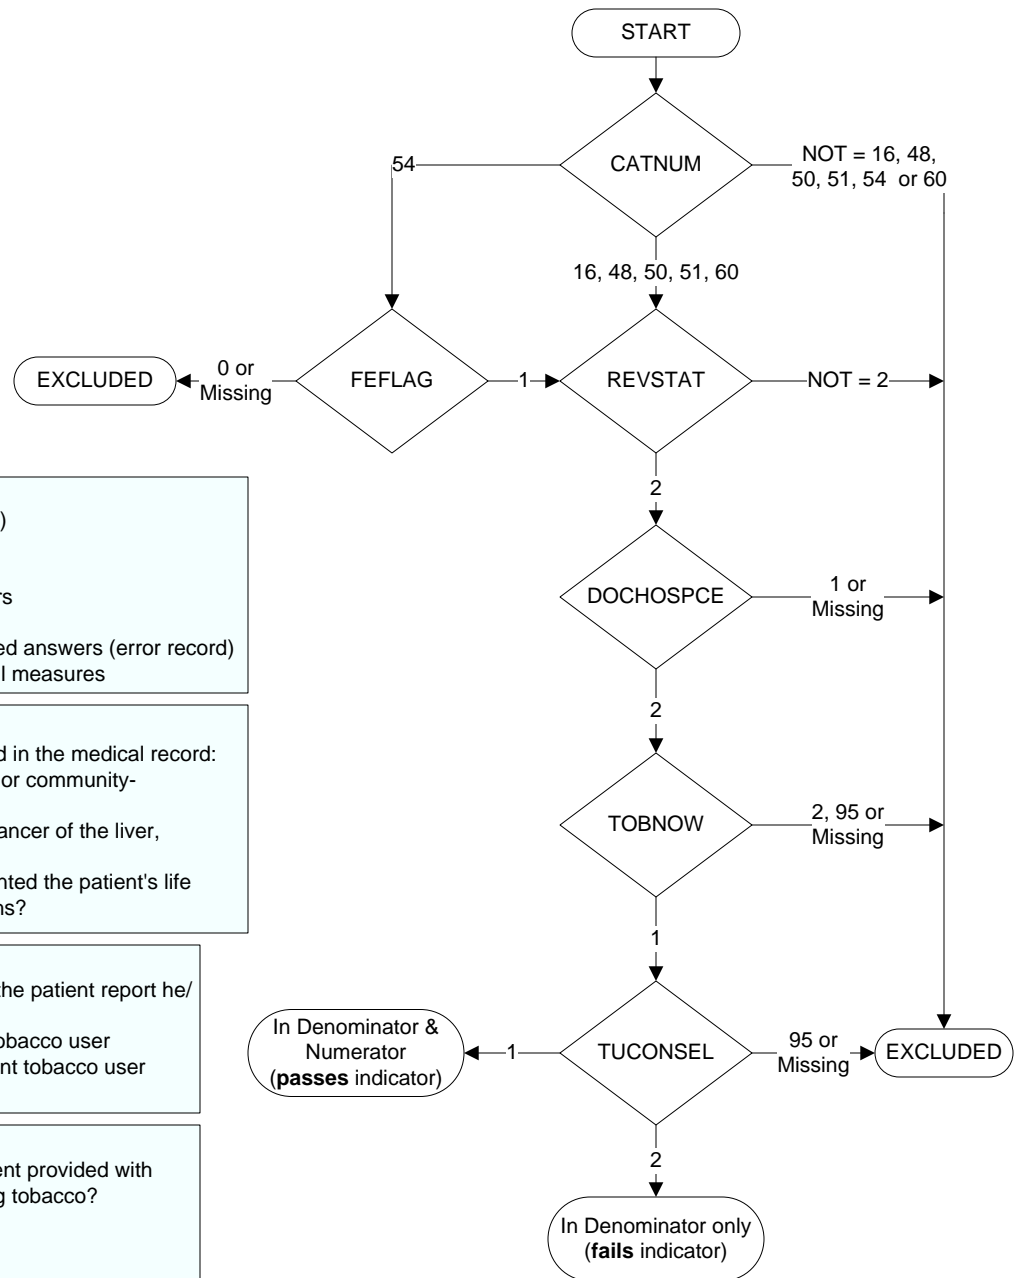 START
CATNUM
54
NOT = 16, 48,
50, 51, 54 or 60
16, 48, 50, 51, 60
EXCLUDED
0 or
Missing
FEFLAG
1
REVSTAT
NOT = 2
2
DOCHOSPCE
1 or
Missing
2
TOBNOW
2, 95 or
Missing
1
In Denominator &
Numerator
(passes indicator)
1
TUCONSEL
95 or
Missing
EXCLUDED
2
In Denominator only
(fails indicator)
)
rs
ed answers (error record)
l measures
d in the medical record:
or community-
ancer of the liver,
nted the patient's life
ns?
the patient report he/
obacco user
nt tobacco user
ent provided with
g tobacco?